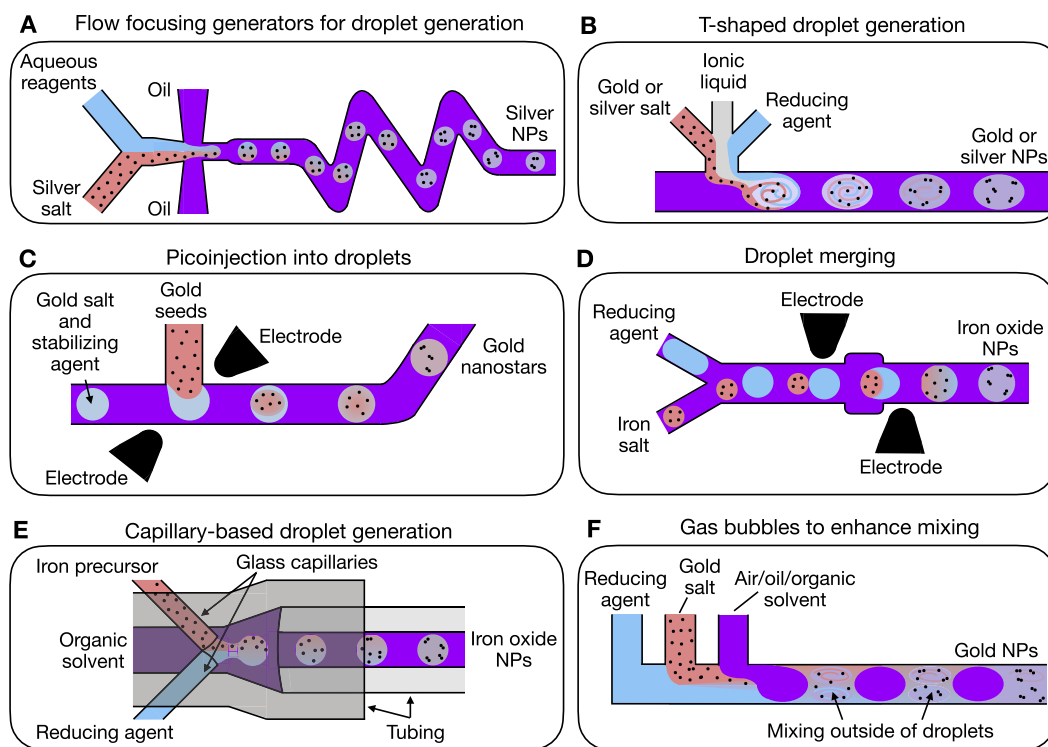 A Flow focusing generators for droplet generation
Aqueous
reagents
Oil
Silver
NPs
Silver
salt
Oil
B T-shaped droplet generation
Ionic
liquid
Gold or
silver salt
Reducing
agent
Gold or
silver NPs
C Picoinjection into droplets
Gold salt
and
stabilizing
agent
Gold
seeds
Electrode
Gold
nanostars
Electrode
D Droplet merging
Electrode
Reducing
agent
Iron oxide
NPs
Iron
salt
Electrode
E Capillary-based droplet generation
Iron precursor
Glass capillaries
Organic
solvent
Iron oxide
NPs
Reducing agent
Tubing
F Gas bubbles to enhance mixing
Reducing
agent
Gold
salt
Air/oil/organic
solvent
Gold NPs
Mixing outside of droplets